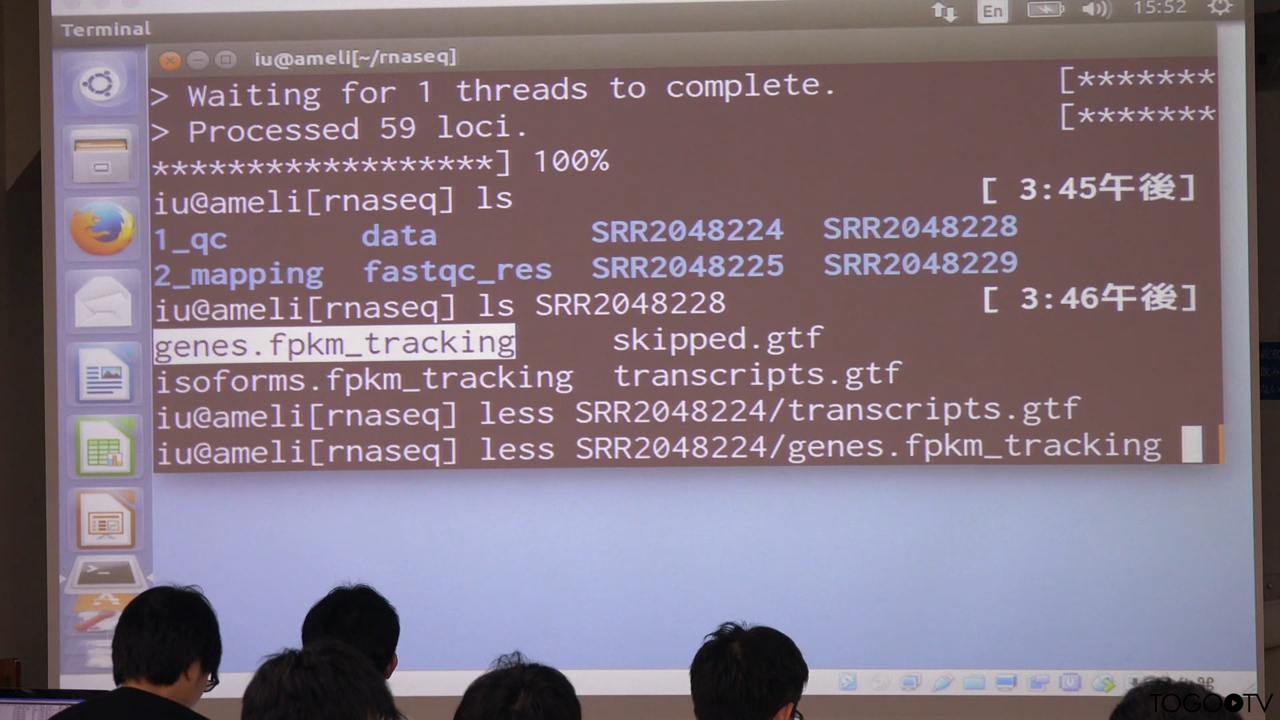 En 15:52
Terminal
iu@ameli[~/rnaseq]
> Waiting for 1 threads to complete. [*******
> Processed 59 loci. [*******
******************] 100%
iu@ameli[rnaseq] ls [ 3:45午後]
1_qc data SRR2048224 SRR2048228
2_mapping fastqc_res SRR2048225 SRR2048229
iu@ameli[rnaseq] ls SRR2048228 [ 3:46午後]
genes.fpkm_tracking skipped.gtf
isoforms.fpkm_tracking transcripts.gtf
iu@ameli[rnaseq] less SRR2048224/transcripts.gtf
iu@ameli[rnaseq] less SRR2048224/genes.fpkm_tracking
TOGOTV